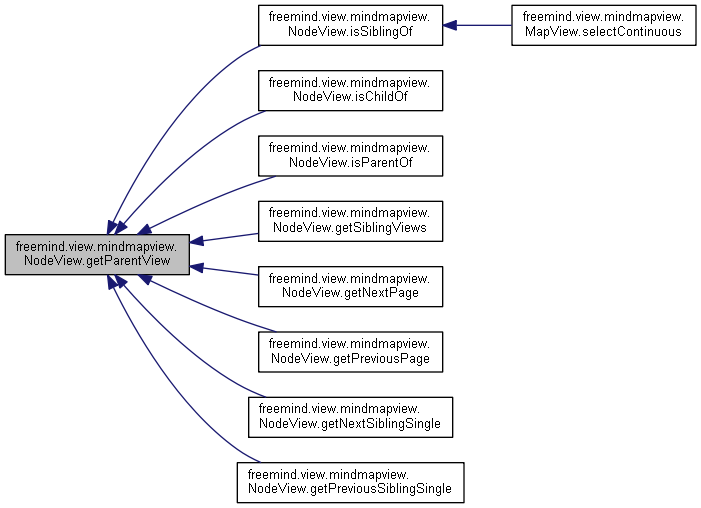 freemind.view.mindmapview.
NodeView.isSiblingOf
freemind.view.mindmapview.
MapView.selectContinuous
freemind.view.mindmapview.
NodeView.isChildOf
freemind.view.mindmapview.
NodeView.isParentOf
freemind.view.mindmapview.
NodeView.getSiblingViews
freemind.view.mindmapview.
NodeView.getParentView
freemind.view.mindmapview.
NodeView.getNextPage
freemind.view.mindmapview.
NodeView.getPreviousPage
freemind.view.mindmapview.
NodeView.getNextSiblingSingle
freemind.view.mindmapview.
NodeView.getPreviousSiblingSingle